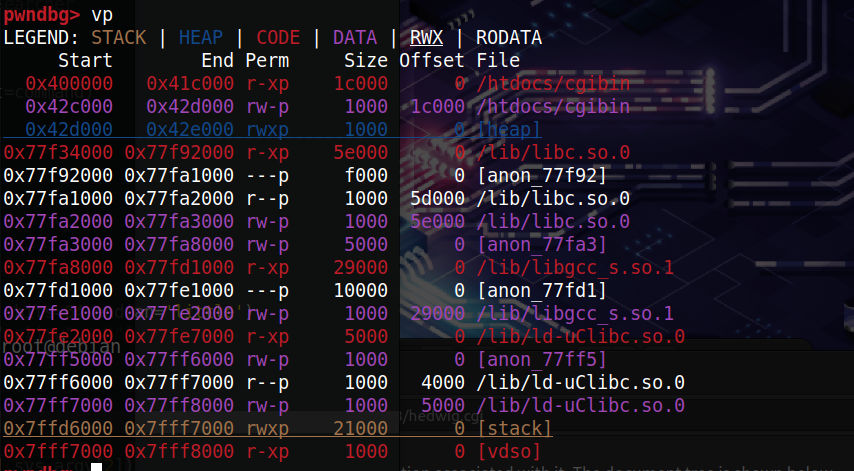 pwndbg> vp
LEGEND: STACK | HEAP | CODE | DATA | RWX | RODATA
Start End Perm Size Offset File
0x400000 0x41c000 r-xp 1c000 0 /htdocs/cgibin
0x42c000 0x42d000 rw-p 1000 1c000 /htdocs/cgibin
0x42d000 0x42e000 rwxp 1000 0 [heap]
0x77f34000 0x77f92000 r-xp 5e000 0 /lib/libc.so.0
0x77f92000 0x77fa1000 ---p f000 0 [anon_77f92]
0x77fa1000 0x77fa2000 r--p 1000 5d000 /lib/libc.so.0
0x77fa2000 0x77fa3000 rw-p 1000 5e000 /lib/libc.so.0
0x77fa3000 0x77fa8000 rw-p 5000 0 [anon_77fa3]
0x77fa8000 0x77fd1000 r-xp 29000 0 /lib/libgcc_s.so.1
0x77fd1000 0x77fe1000 ---p 10000 0 [anon_77fd1]
0x77fe1000 0x77fe2000 rw-p 1000 29000 /lib/libgcc_s.so.1
0x77fe2000 0x77fe7000 r-xp 5000 0 /lib/ld-uClibc.so.0
root@debian
0x77ff5000 0x77ff6000 rw-p 1000 0 [anon_77ff5]
0x77ff6000 0x77ff7000 r--p 1000 4000 /lib/ld-uClibc.so.0
0x77ff7000 0x77ff8000 rw-p 1000 5000 /lib/ld-uClibc.so.0
/hedwig.cgi
0x7ffd6000 0x7fff7000 rwxp 21000 0 [stack]
0x7fff7000 0x7fff8000 r-xp 1000 0 [vdso]
pwndbg>